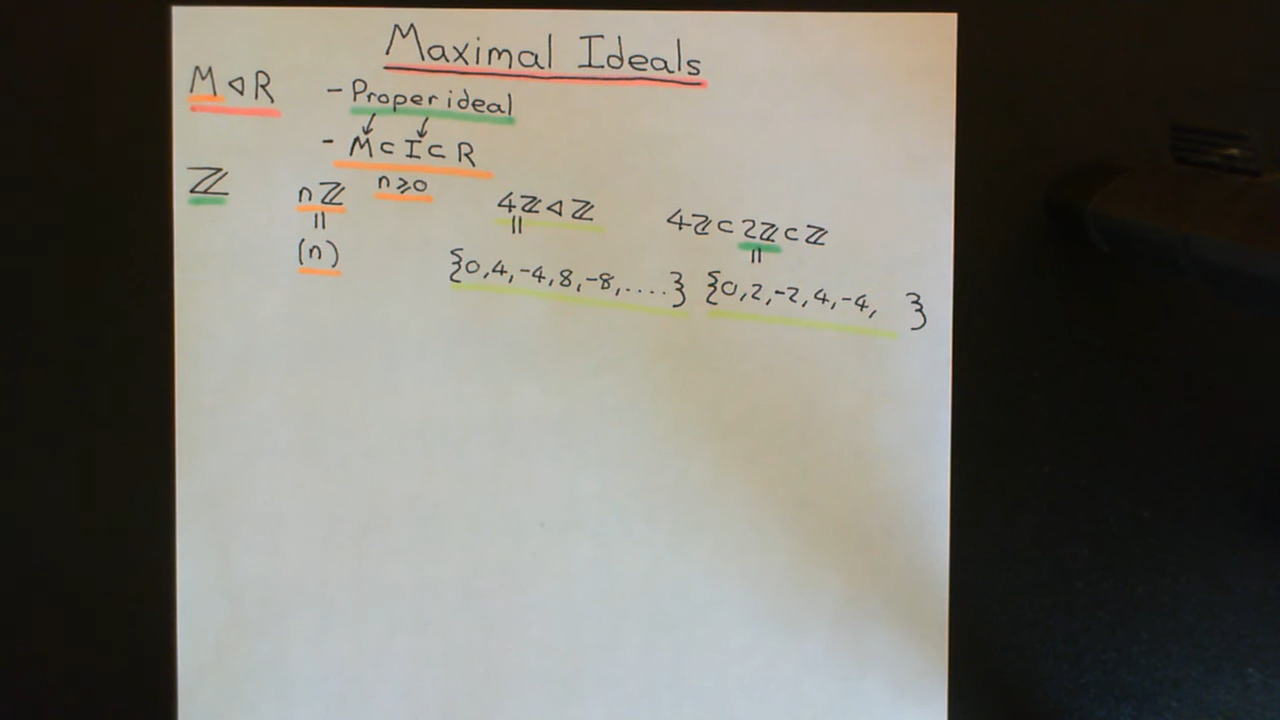 Maximal Ideals
M ⊲ R
- Proper ideal
- M ⊂ I ⊂ R
ℤ
nℤ n≥0
4ℤ ⊲ ℤ
4ℤ ⊂ 2ℤ ⊂ ℤ
=
=
=
(n)
{0,4,-4,8,-8,....}
{0,2,-2,4,-4, }